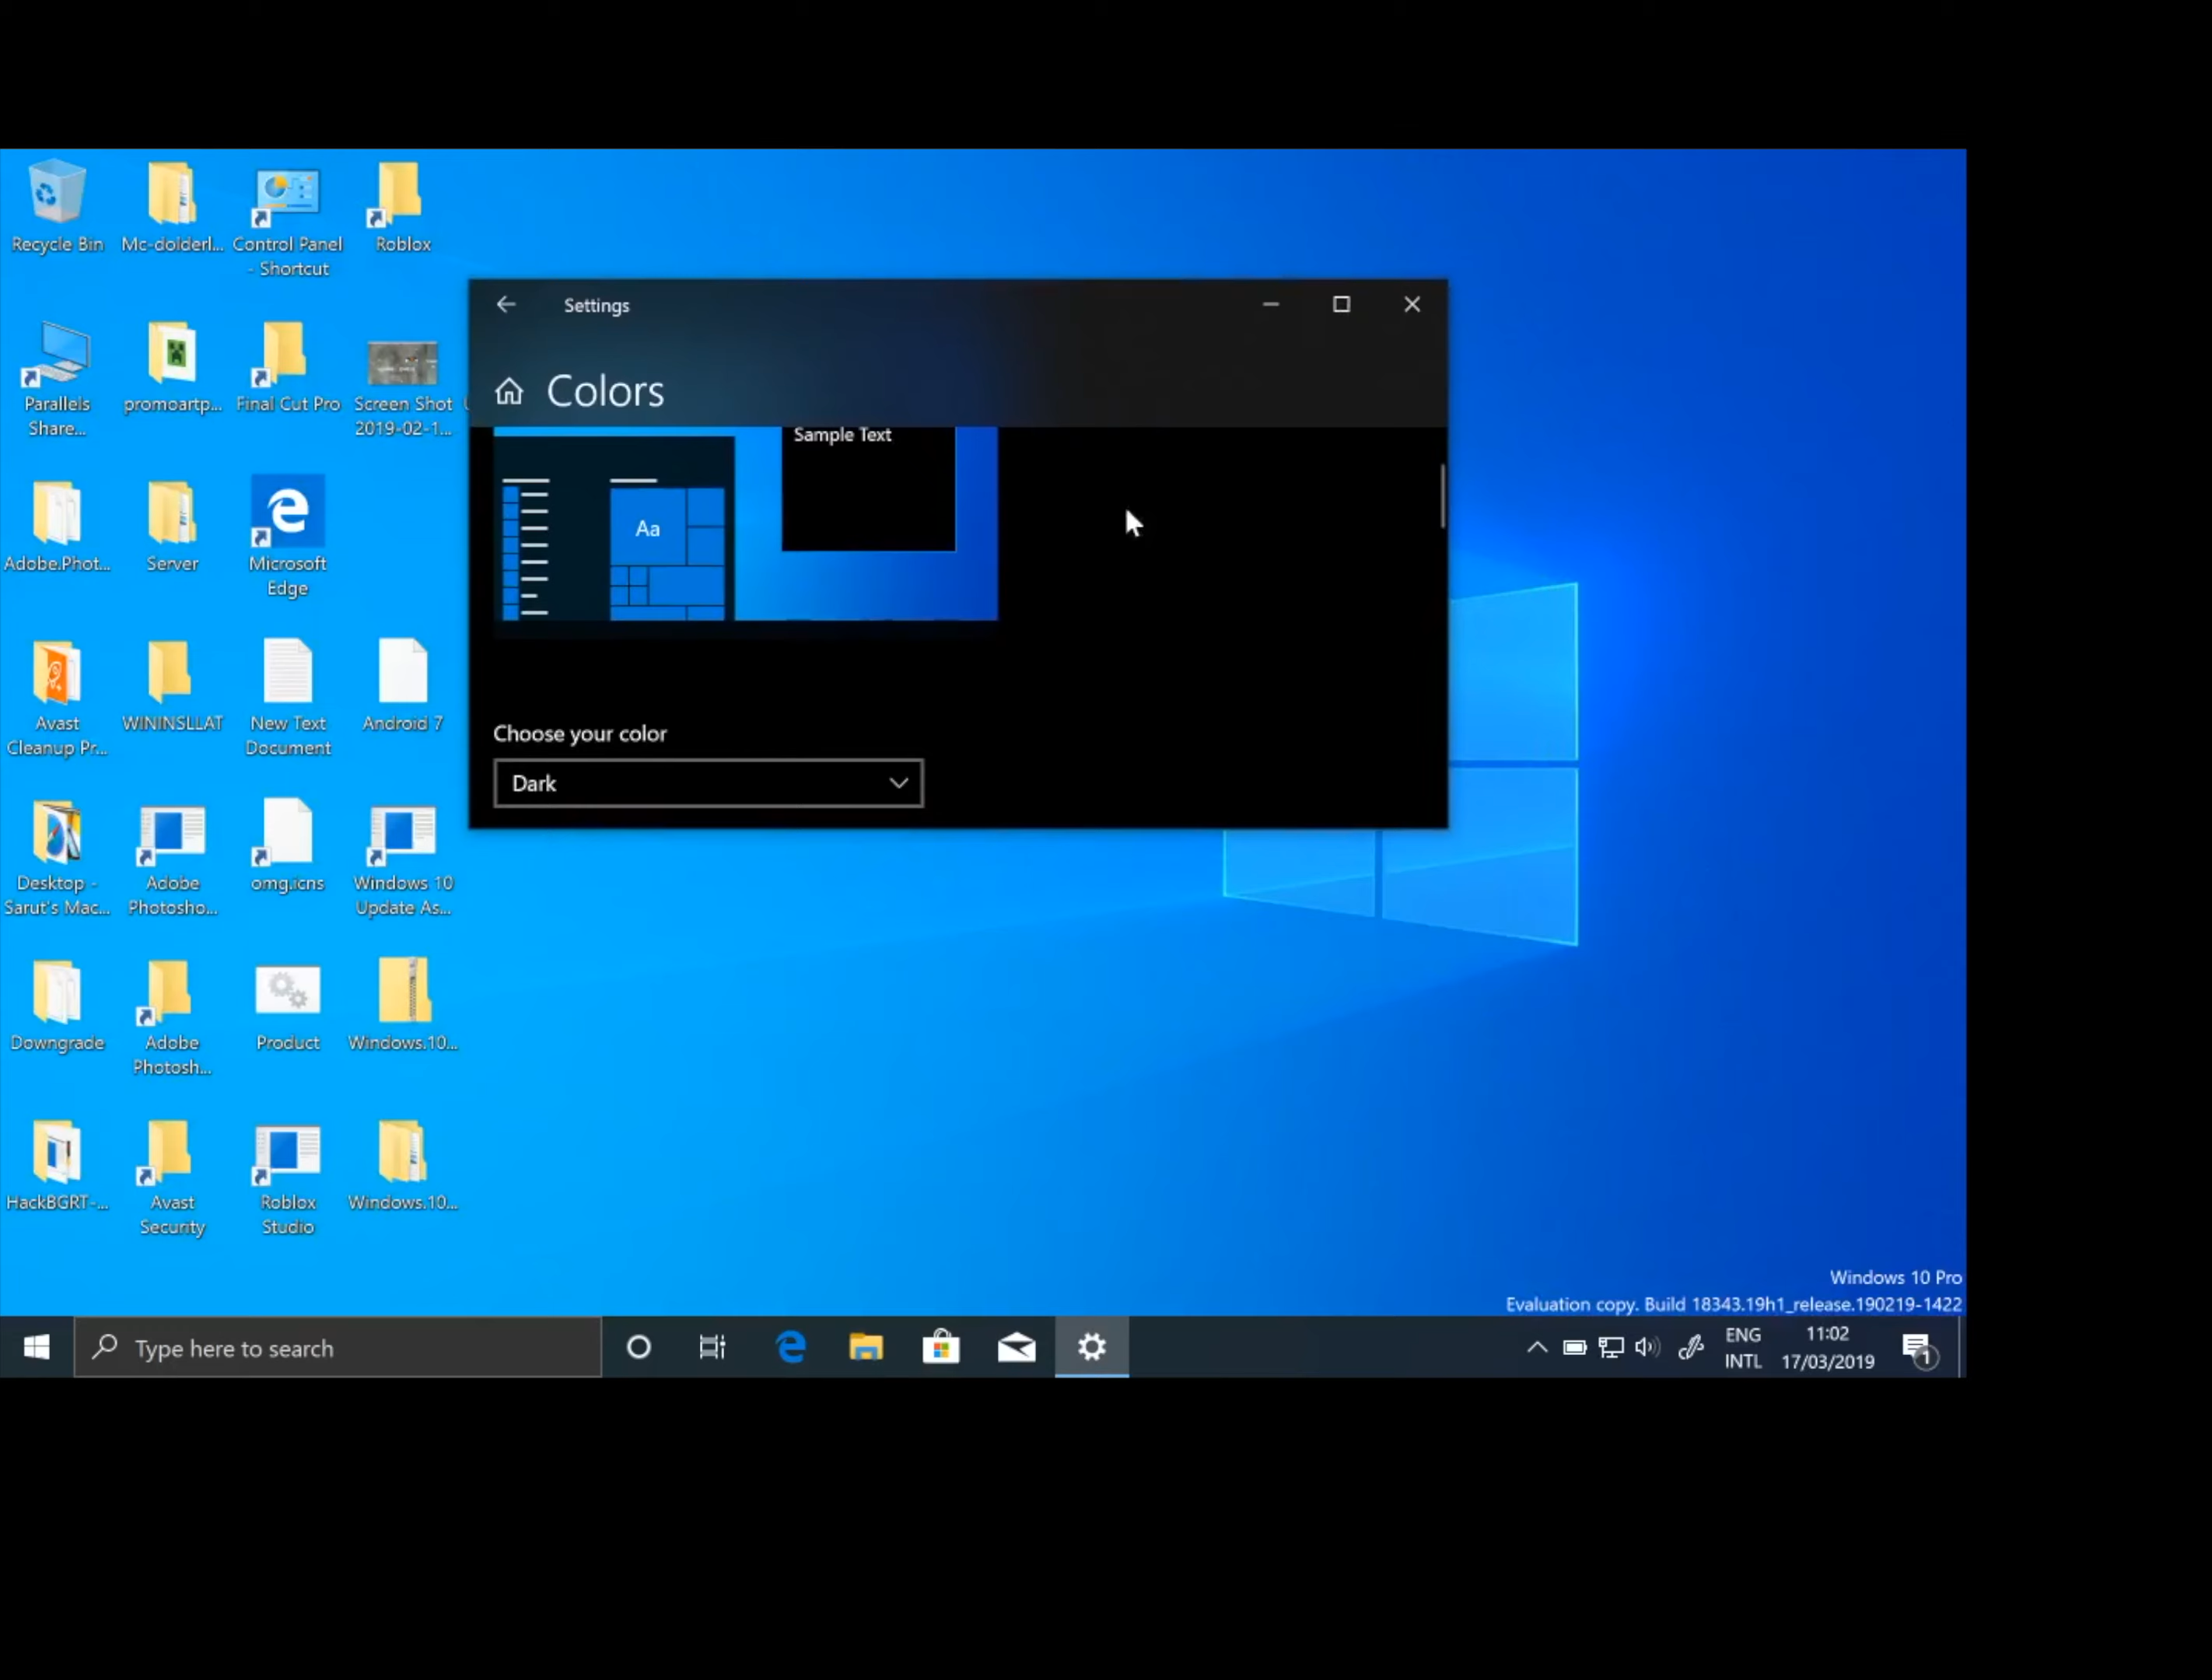 Recycle Bin
Mc-doiderl...
Control Panel
- Shortcut
Roblox
Parallels
Share...
promoartp...
Final Cut Pro
Screen Shot
2019-02-1...
Adobe.Phot...
Server
Microsoft
Edge
Avast
Cleanup Pr...
WININSLLAT
New Text
Document
Android 7
Desktop -
Sarut's Mac...
Adobe
Photosho...
omg.icns
Windows 10
Update As...
Downgrade
Adobe
Photosh...
Product
Windows.10...
HackBGRT-...
Avast
Security
Roblox
Studio
Windows.10...
Settings
Colors
Sample Text
Aa
Choose your color
Dark
Windows 10 Pro
Evaluation copy. Build 18343.19h1_release.190219-1422
Type here to search
ENG
INTL
11:02
17/03/2019
1